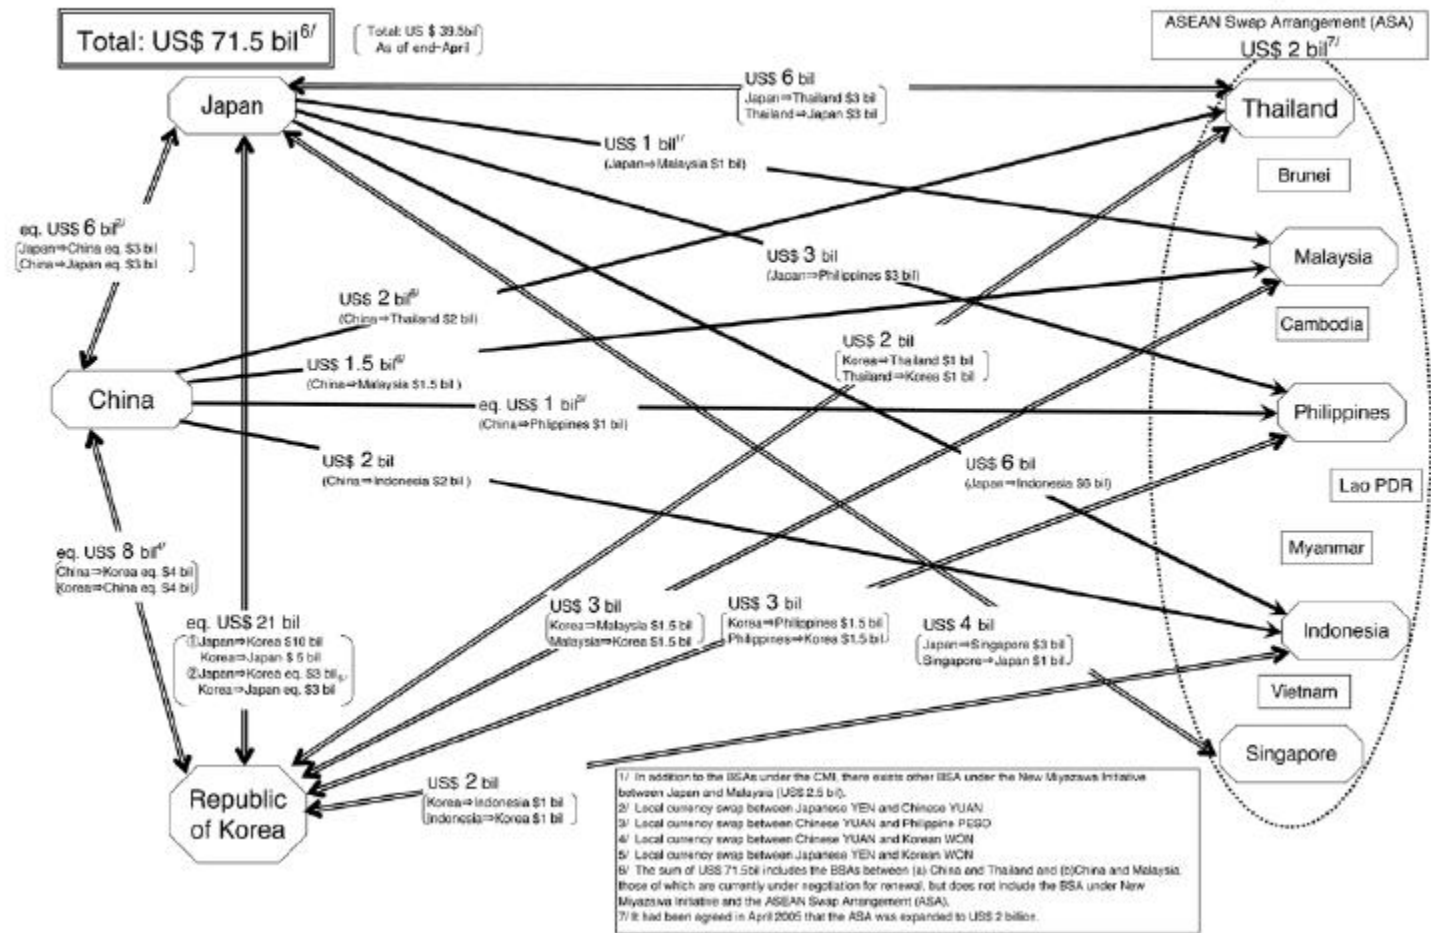 Total: US$ 71.5 bil6/
Total: US $ 39.5bil
As of end-April
ASEAN Swap Arrangement (ASA)
US$ 2 bil7/
Japan
US$ 6 bil
Japan⇒Thailand $3 bil
Thailand⇒Japan $3 bil
Thailand
US$ 1 bil1/
(Japan⇒Malaysia $1 bil)
Brunei
eq. US$ 6 bil2/
Japan⇒China eq. $3 bil
China⇒Japan eq. $3 bil
US$ 3 bil
(Japan⇒Philippines $3 bil)
Malaysia
US$ 2 bil6/
(China⇒Thailand $2 bil)
Cambodia
US$ 2 bil
Korea⇒Thailand $1 bil
Thailand⇒Korea $1 bil
US$ 1.5 bil6/
(China⇒Malaysia $1.5 bil )
China
eq. US$ 1 bil3/
(China⇒Philippines $1 bil)
Philippines
US$ 2 bil
(China⇒Indonesia $2 bil )
US$ 6 bil
(Japan⇒Indonesia $6 bil)
Lao PDR
eq. US$ 8 bil4/
China⇒Korea eq. $4 bil
Korea⇒China eq. $4 bil
Myanmar
eq. US$ 21 bil
①Japan⇒Korea $10 bil
Korea⇒Japan $ 5 bil
②Japan⇒Korea eq. $3 bil5/
Korea⇒Japan eq. $3 bil
US$ 3 bil
Korea⇒Malaysia $1.5 bil
Malaysia⇒Korea $1.5 bil
US$ 3 bil
Korea⇒Philippines $1.5 bil
Philippines⇒Korea $1.5 bil
US$ 4 bil
Japan⇒Singapore $3 bil
Singapore⇒Japan $1 bil
Indonesia
Vietnam
Singapore
Republic
of Korea
US$ 2 bil
Korea⇒Indonesia $1 bil
Indonesia⇒Korea $1 bil
1/ In addition to the BSAs under the CMI, there exists other BSA under the New Miyazawa Initiative
between Japan and Malaysia (US$ 2.5 bil).
2/ Local currency swap between Japanese YEN and Chinese YUAN
3/ Local currency swap between Chinese YUAN and Philippine PESO
4/ Local currency swap between Chinese YUAN and Korean WON
5/ Local currency swap between Japanese YEN and Korean WON
6/ The sum of US$ 71.5bil includes the BSAs between (a) China and Thailand and (b)China and Malaysia
those of which are currently under negotiation for renewal, but does not include the BSA under New
Miyazawa Initiative and the ASEAN Swap Arrangement (ASA).
7/ It had been agreed in April 2005 that the ASA was expanded to US$ 2 billion.